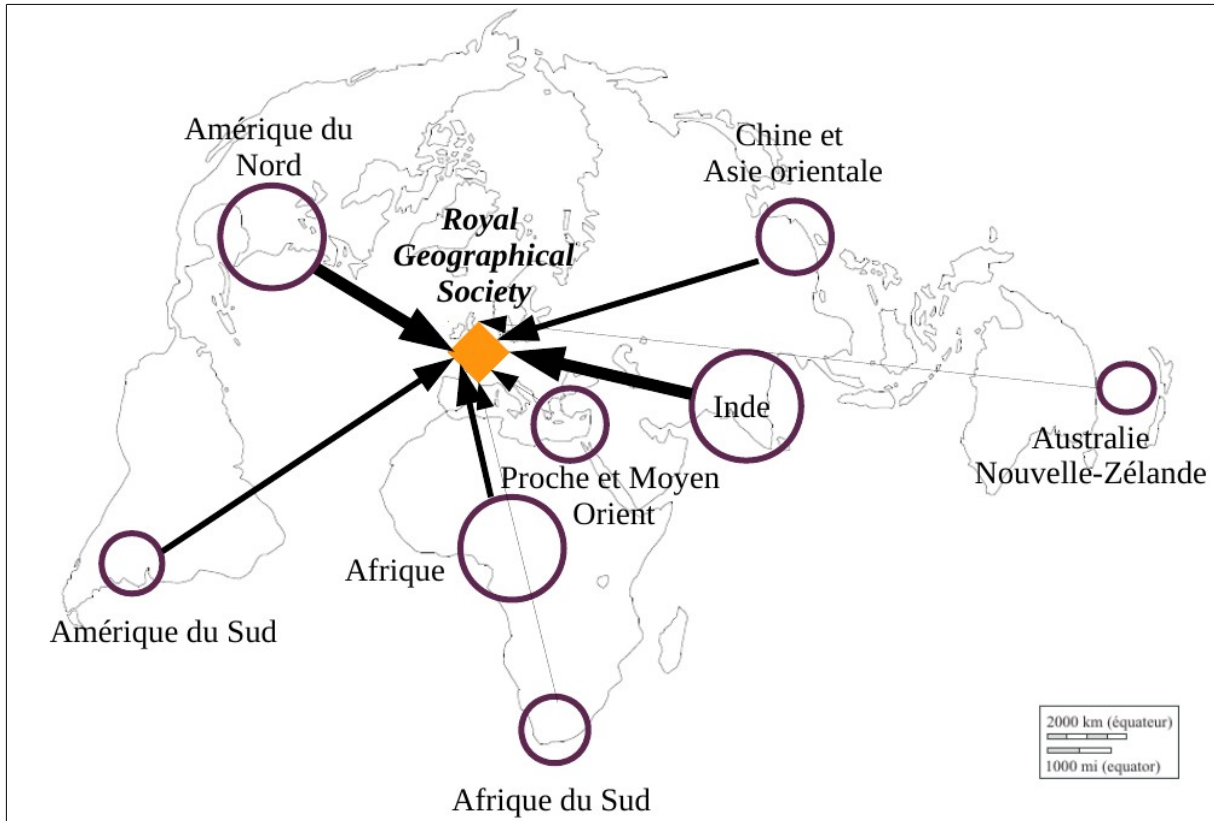 Amérique du
Nord
Chine et
Asie orientale
Royal
Geographical
Society
Inde
Australie
Nouvelle-Zélande
Proche et Moyen
Orient
Afrique
Amérique du Sud
Afrique du Sud
2000 km (équateur)
1000 mi (equator)